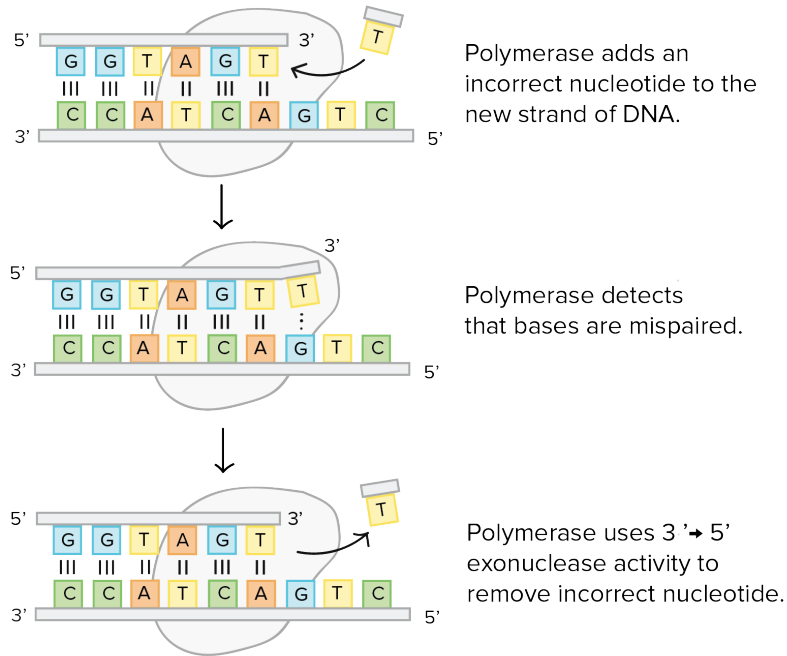 5’ 3’ T
G G T A G T
C C A T C A G T C
3’ 5’
Polymerase adds an
incorrect nucleotide to the
new strand of DNA.
3’
5’
G G T A G T T
C C A T C A G T C
3’ 5’
Polymerase detects
that bases are mispaired.
5’ 3’ T
G G T A G T
C C A T C A G T C
3’ 5’
Polymerase uses 3 ’➔ 5’
exonuclease activity to
remove incorrect nucleotide.